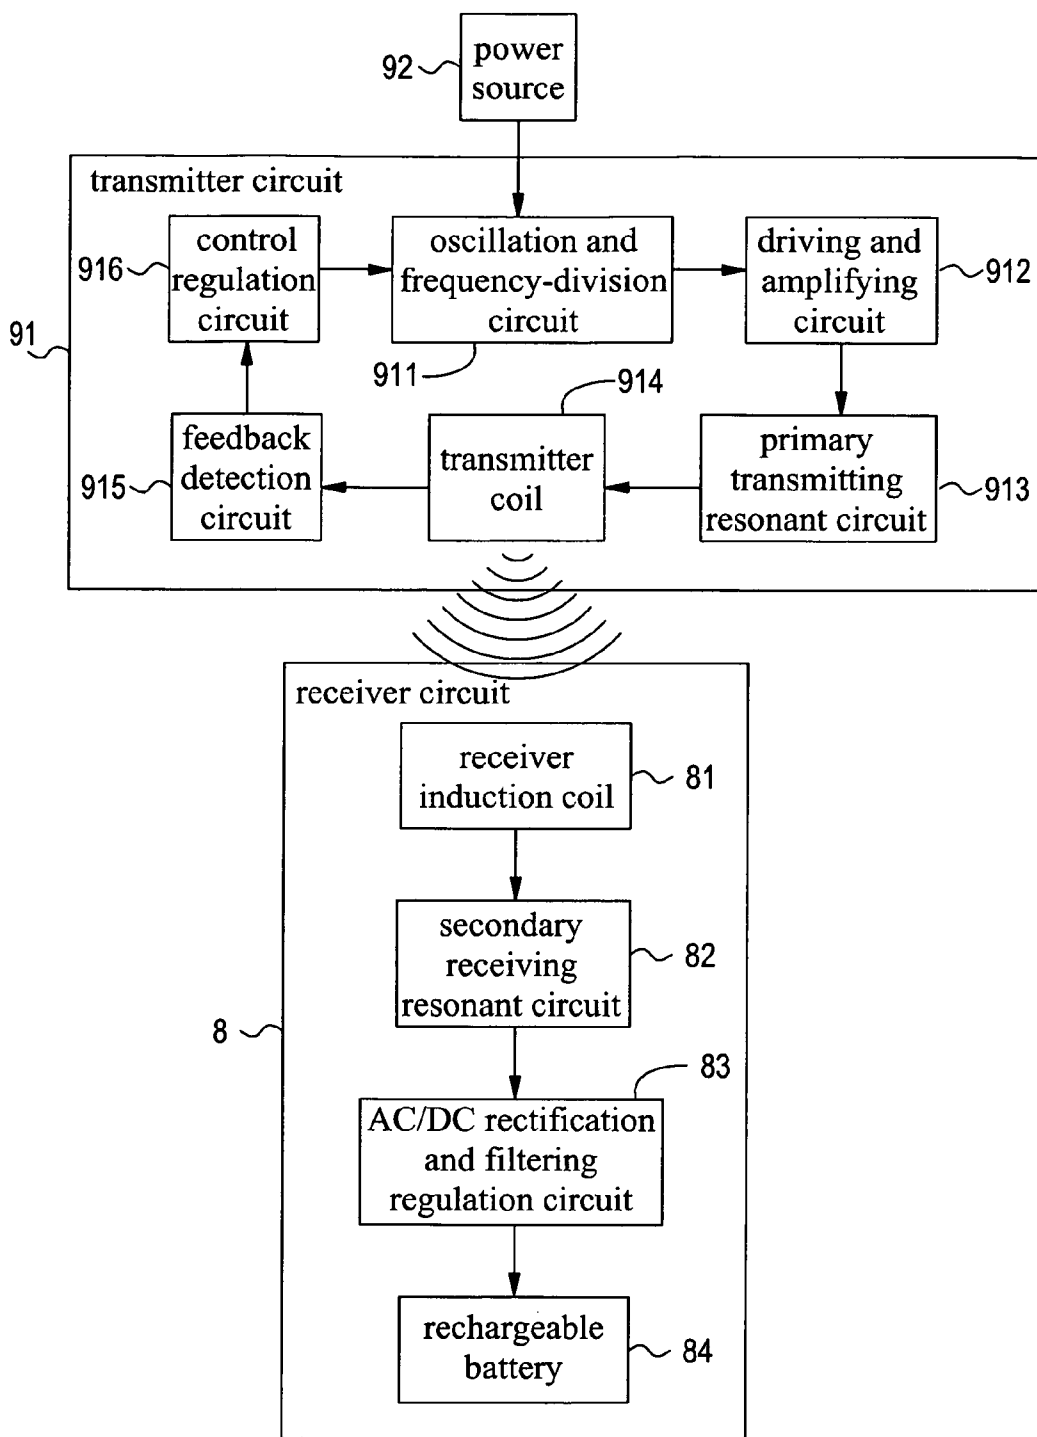 92
power
source
transmitter circuit
916
control
regulation
circuit
oscillation and
frequency-division
circuit
driving and
amplifying
circuit
912
91
911
914
915
feedback
detection
circuit
transmitter
coil
primary
transmitting
resonant circuit
913
receiver circuit
receiver
induction coil
81
secondary
receiving
resonant circuit
82
8
83
AC/DC rectification
and filtering
regulation circuit
rechargeable
battery
84